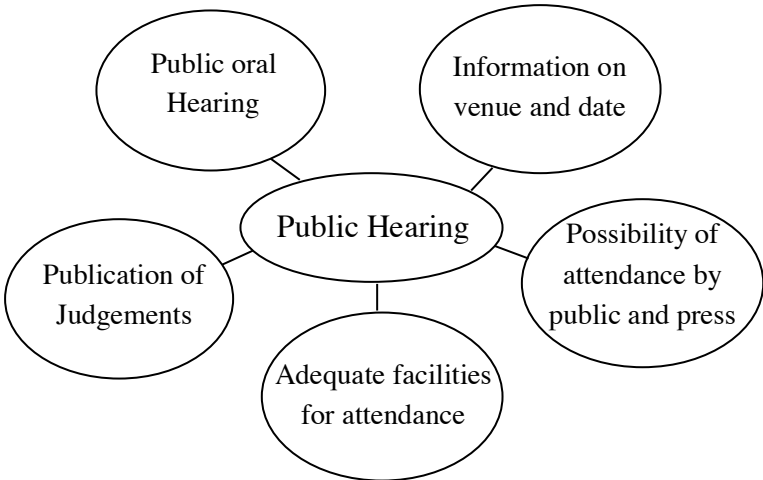 Public oral
Hearing
Information on
venue and date
Public Hearing
Possibility of
attendance by
public and press
Publication of
Judgements
Adequate facilities
for attendance